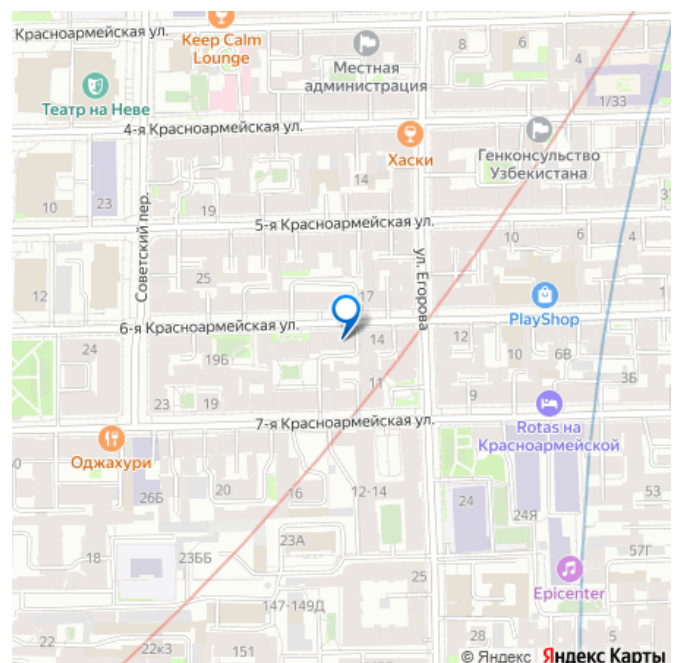 Красноармейская ул.
Keep Calm
Lounge
Местная
администрация
8
6
4
1/33
Театр на Неве
4-я Красноармейская ул.
Хаски
Генконсульство
Узбекистана
14
10
23
19
Советский пер.
5-я Красноармейская ул.
10
6
4
ул. Егорова
25
12
17
PlayShop
6-я Красноармейская ул.
12
14
24
19Б
10
6В
3Б
11
9
23
19
7-я Красноармейская ул.
Rotas на
Красноармейской
Оджахури
26Б
20
16
12-14
24
24Я
53
23А
18
23ББ
57Г
25
Epicenter
147-149Д
22
22к3
151
28
5
© Яндекс Яндекс Карты